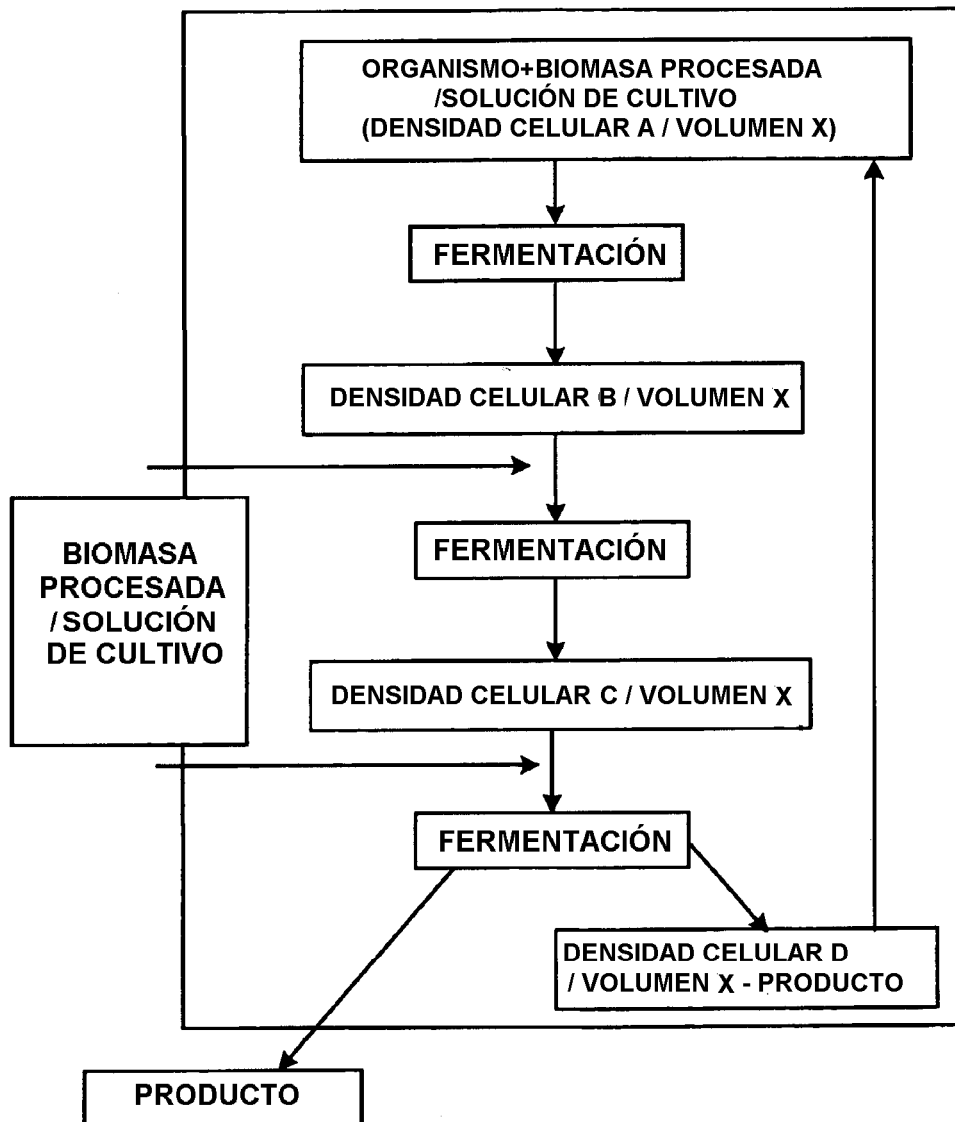 ORGANISMO+BIOMASA PROCESADA
/SOLUCIÓN DE CULTIVO
(DENSIDAD CELULAR A / VOLUMEN X)
FERMENTACIÓN
DENSIDAD CELULAR B / VOLUMEN X
FERMENTACIÓN
BIOMASA
PROCESADA
/SOLUCIÓN
DE CULTIVO
DENSIDAD CELULAR C / VOLUMEN X
FERMENTACIÓN
DENSIDAD CELULAR D
/ VOLUMEN X - PRODUCTO
PRODUCTO